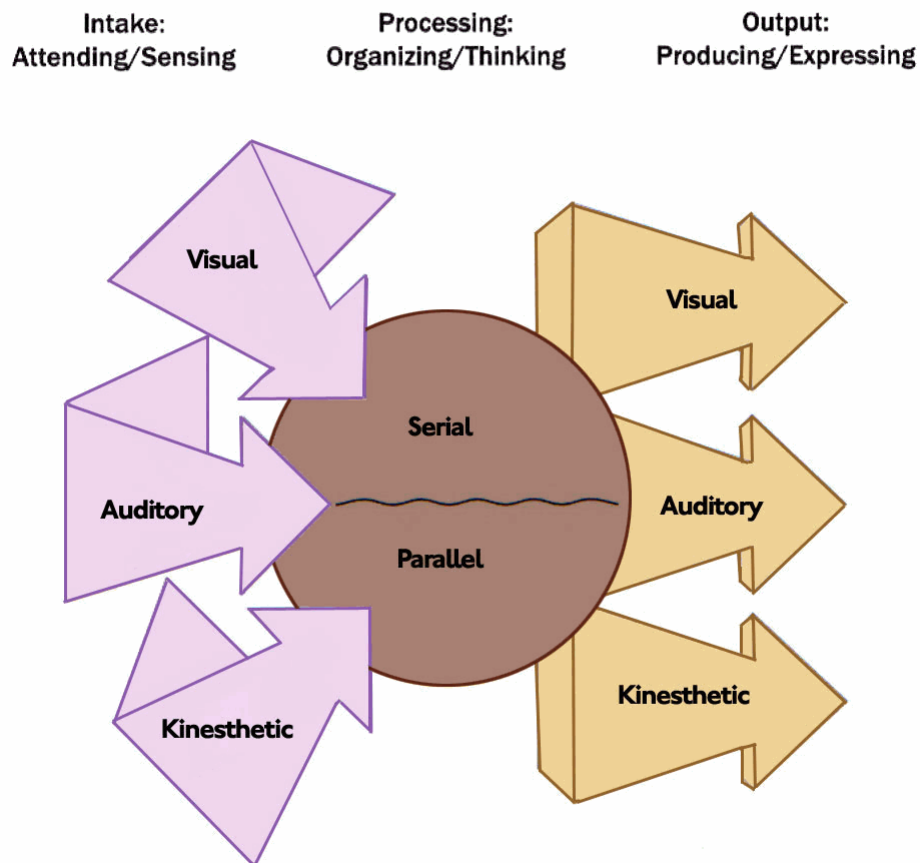 Intake:
Attending/Sensing
Processing:
Organizing/Thinking
Output:
Producing/Expressing
Visual
Auditory
Kinesthetic
Serial
Parallel
Visual
Auditory
Kinesthetic